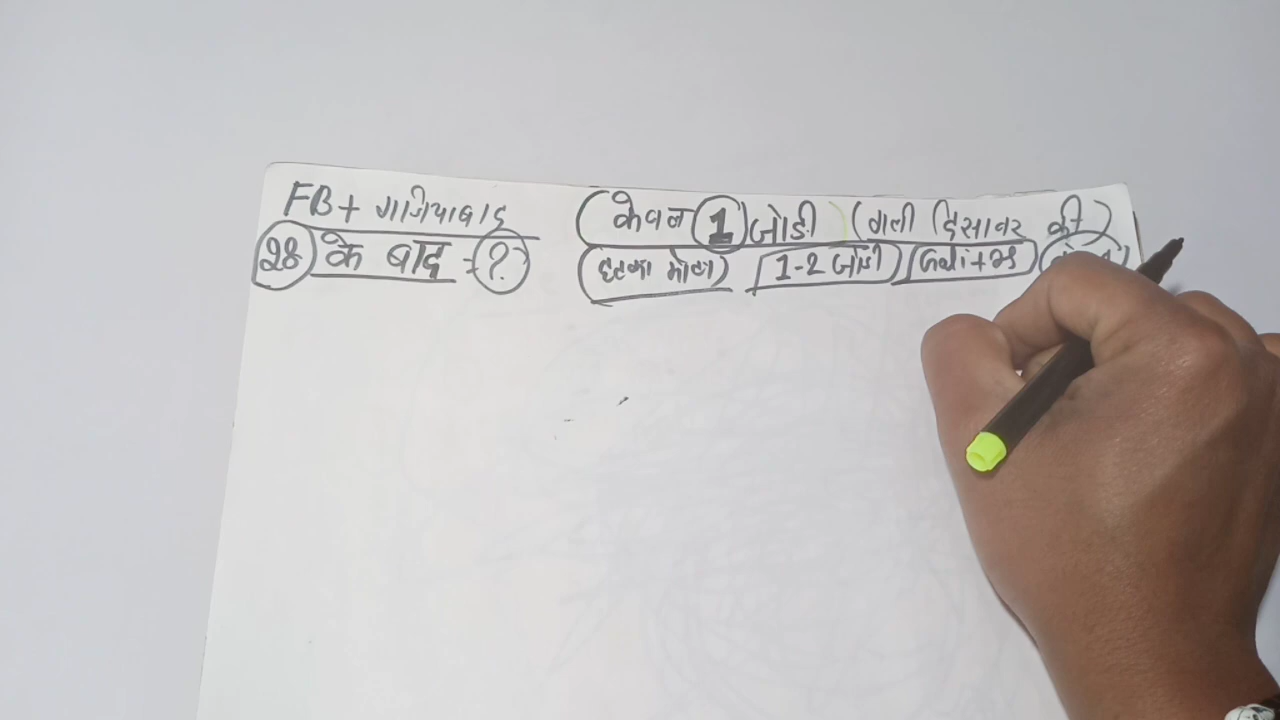 FB+ गाजियाबाद (केवल 1 जोड़ी) (गली दिसावर की)
28 के बाद = ? (हल्का मोटा) 1-2 जोड़ी)